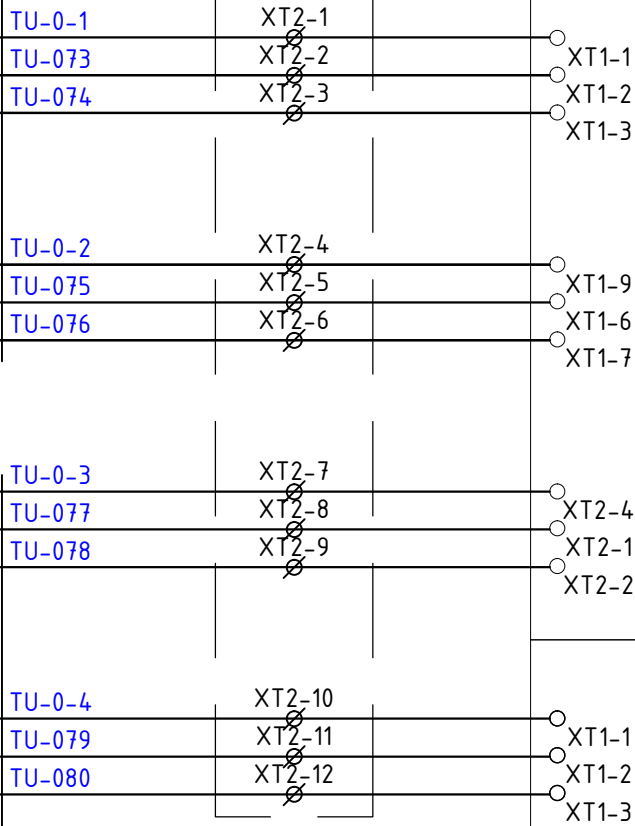 TU-0-1 XT2-1
TU-073 XT2-2 XT1-1
TU-074 XT2-3 XT1-2
XT1-3
TU-0-2 XT2-4
TU-075 XT2-5 XT1-9
TU-076 XT2-6 XT1-6
XT1-7
TU-0-3 XT2-7
TU-077 XT2-8 XT2-4
TU-078 XT2-9 XT2-1
XT2-2
TU-0-4 XT2-10
TU-079 XT2-11 XT1-1
TU-080 XT2-12 XT1-2
XT1-3